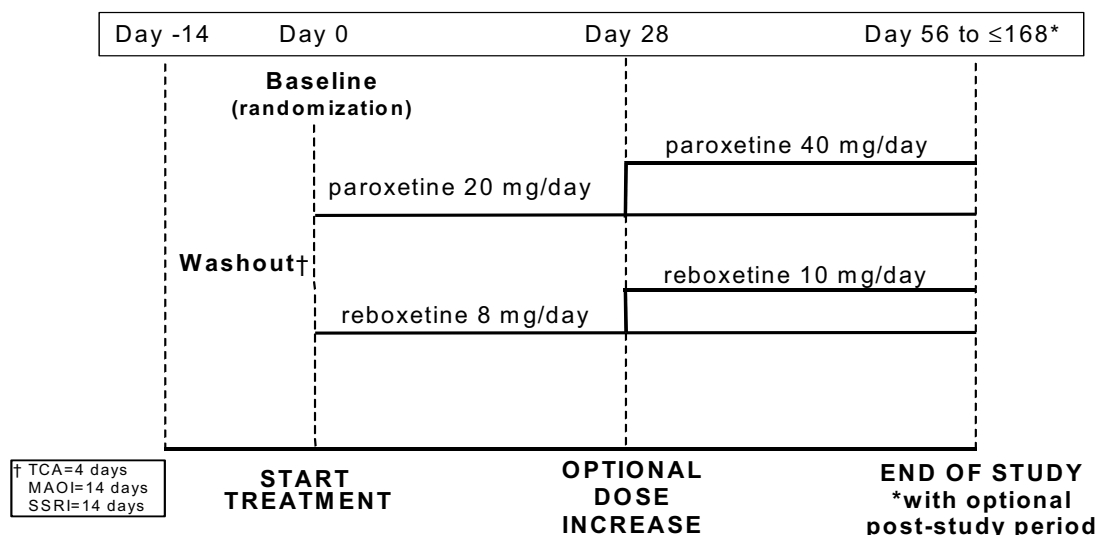 Day -14 Day 0 Day 28 Day 56 to ≤168*
Baseline
(randomization)
paroxetine 40 mg/day
paroxetine 20 mg/day
Washout†
reboxetine 10 mg/day
reboxetine 8 mg/day
† TCA=4 days
MAOI=14 days
SSRI=14 days
START
TREATMENT
OPTIONAL
DOSE
INCREASE
END OF STUDY
*with optional
post-study period